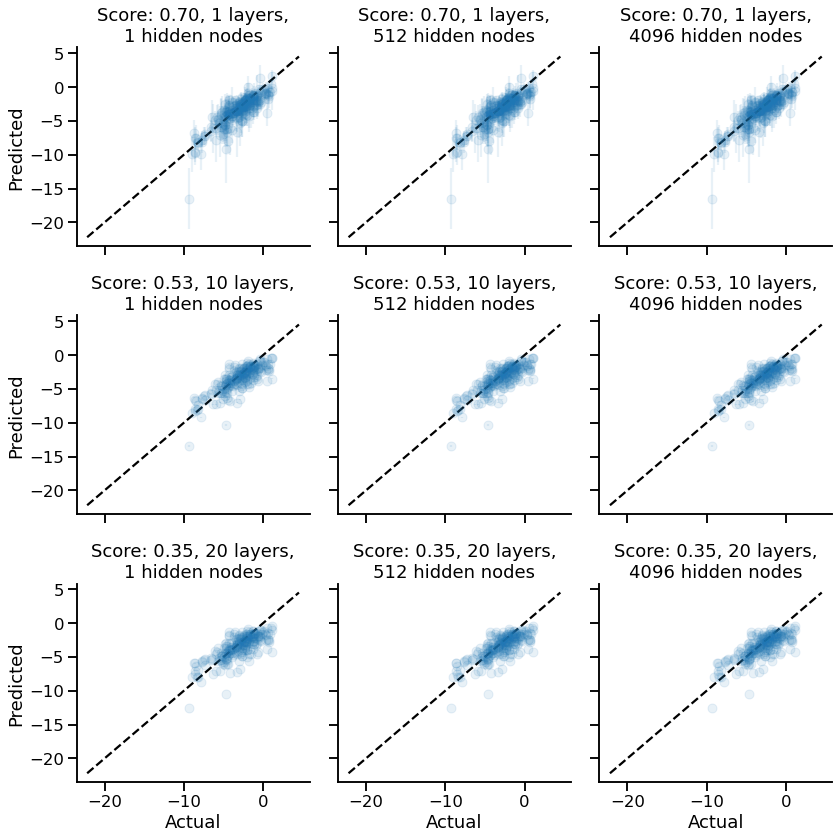 Score: 0.70, 1 layers,
1 hidden nodes
Score: 0.70, 1 layers,
512 hidden nodes
Score: 0.70, 1 layers,
4096 hidden nodes
5
0
−5
−10
−15
−20
Predicted
Score: 0.53, 10 layers,
1 hidden nodes
Score: 0.53, 10 layers,
512 hidden nodes
Score: 0.53, 10 layers,
4096 hidden nodes
5
0
−5
−10
−15
−20
Predicted
Score: 0.35, 20 layers,
1 hidden nodes
Score: 0.35, 20 layers,
512 hidden nodes
Score: 0.35, 20 layers,
4096 hidden nodes
5
0
−5
−10
−15
−20
Predicted
−20 −10 0
Actual
−20 −10 0
Actual
−20 −10 0
Actual